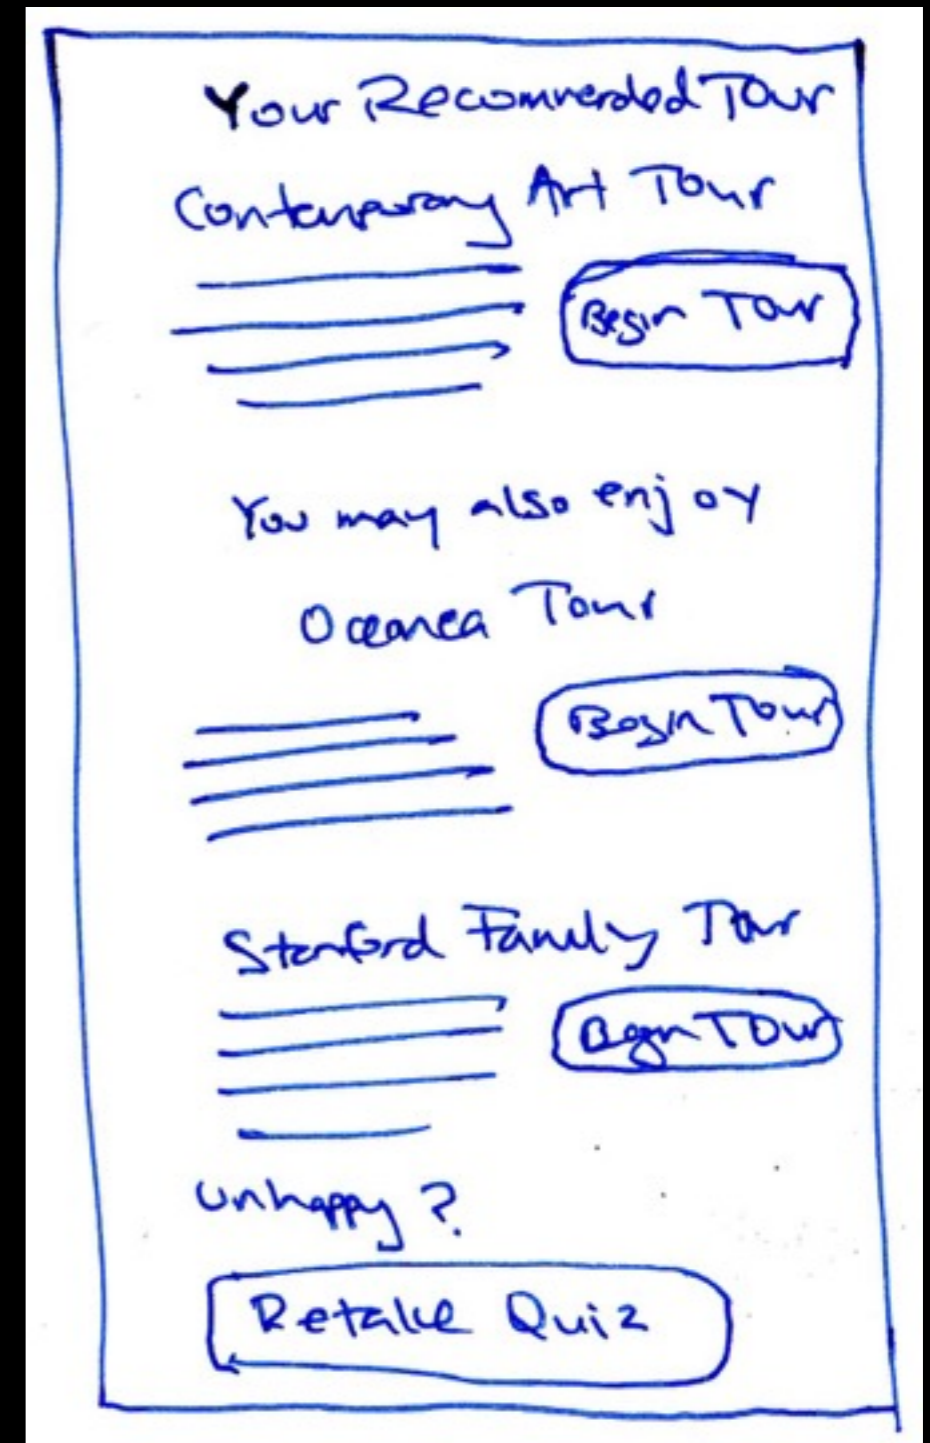 Your Recommended Tour
Contemporary Art Tour
Begin Tour
You may also enjoy
Oceanea Tour
Begin Tour
Stanford Family Tour
Begin Tour
Unhappy?
Retake Quiz